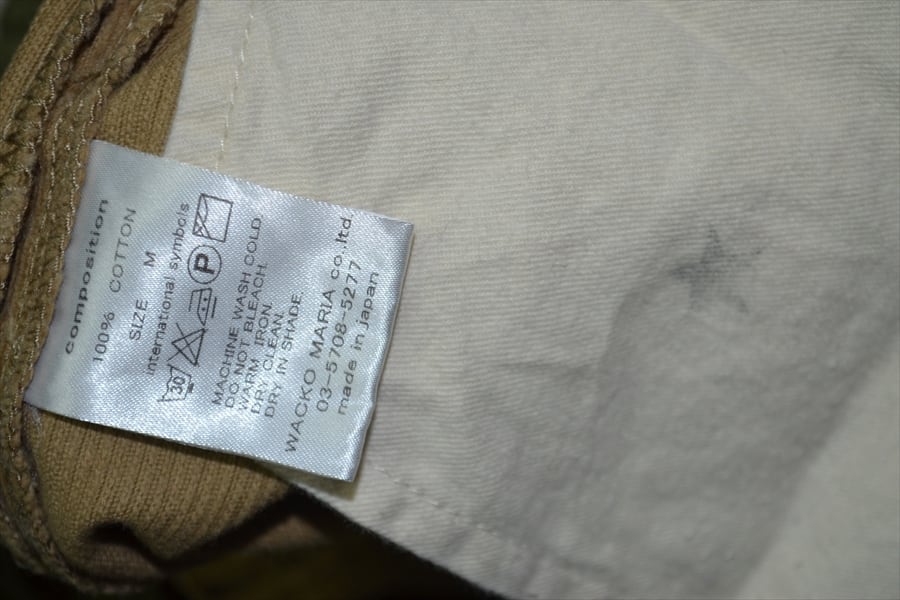 composition
100% COTTON
SIZE M
international symbols
30 P
MACHINE WASH COLD
DO NOT BLEACH.
WARM IRON.
DRY CLEAN.
DRY IN SHADE.
WACKO MARIA co.ltd.
03-5708-5277
made in japan